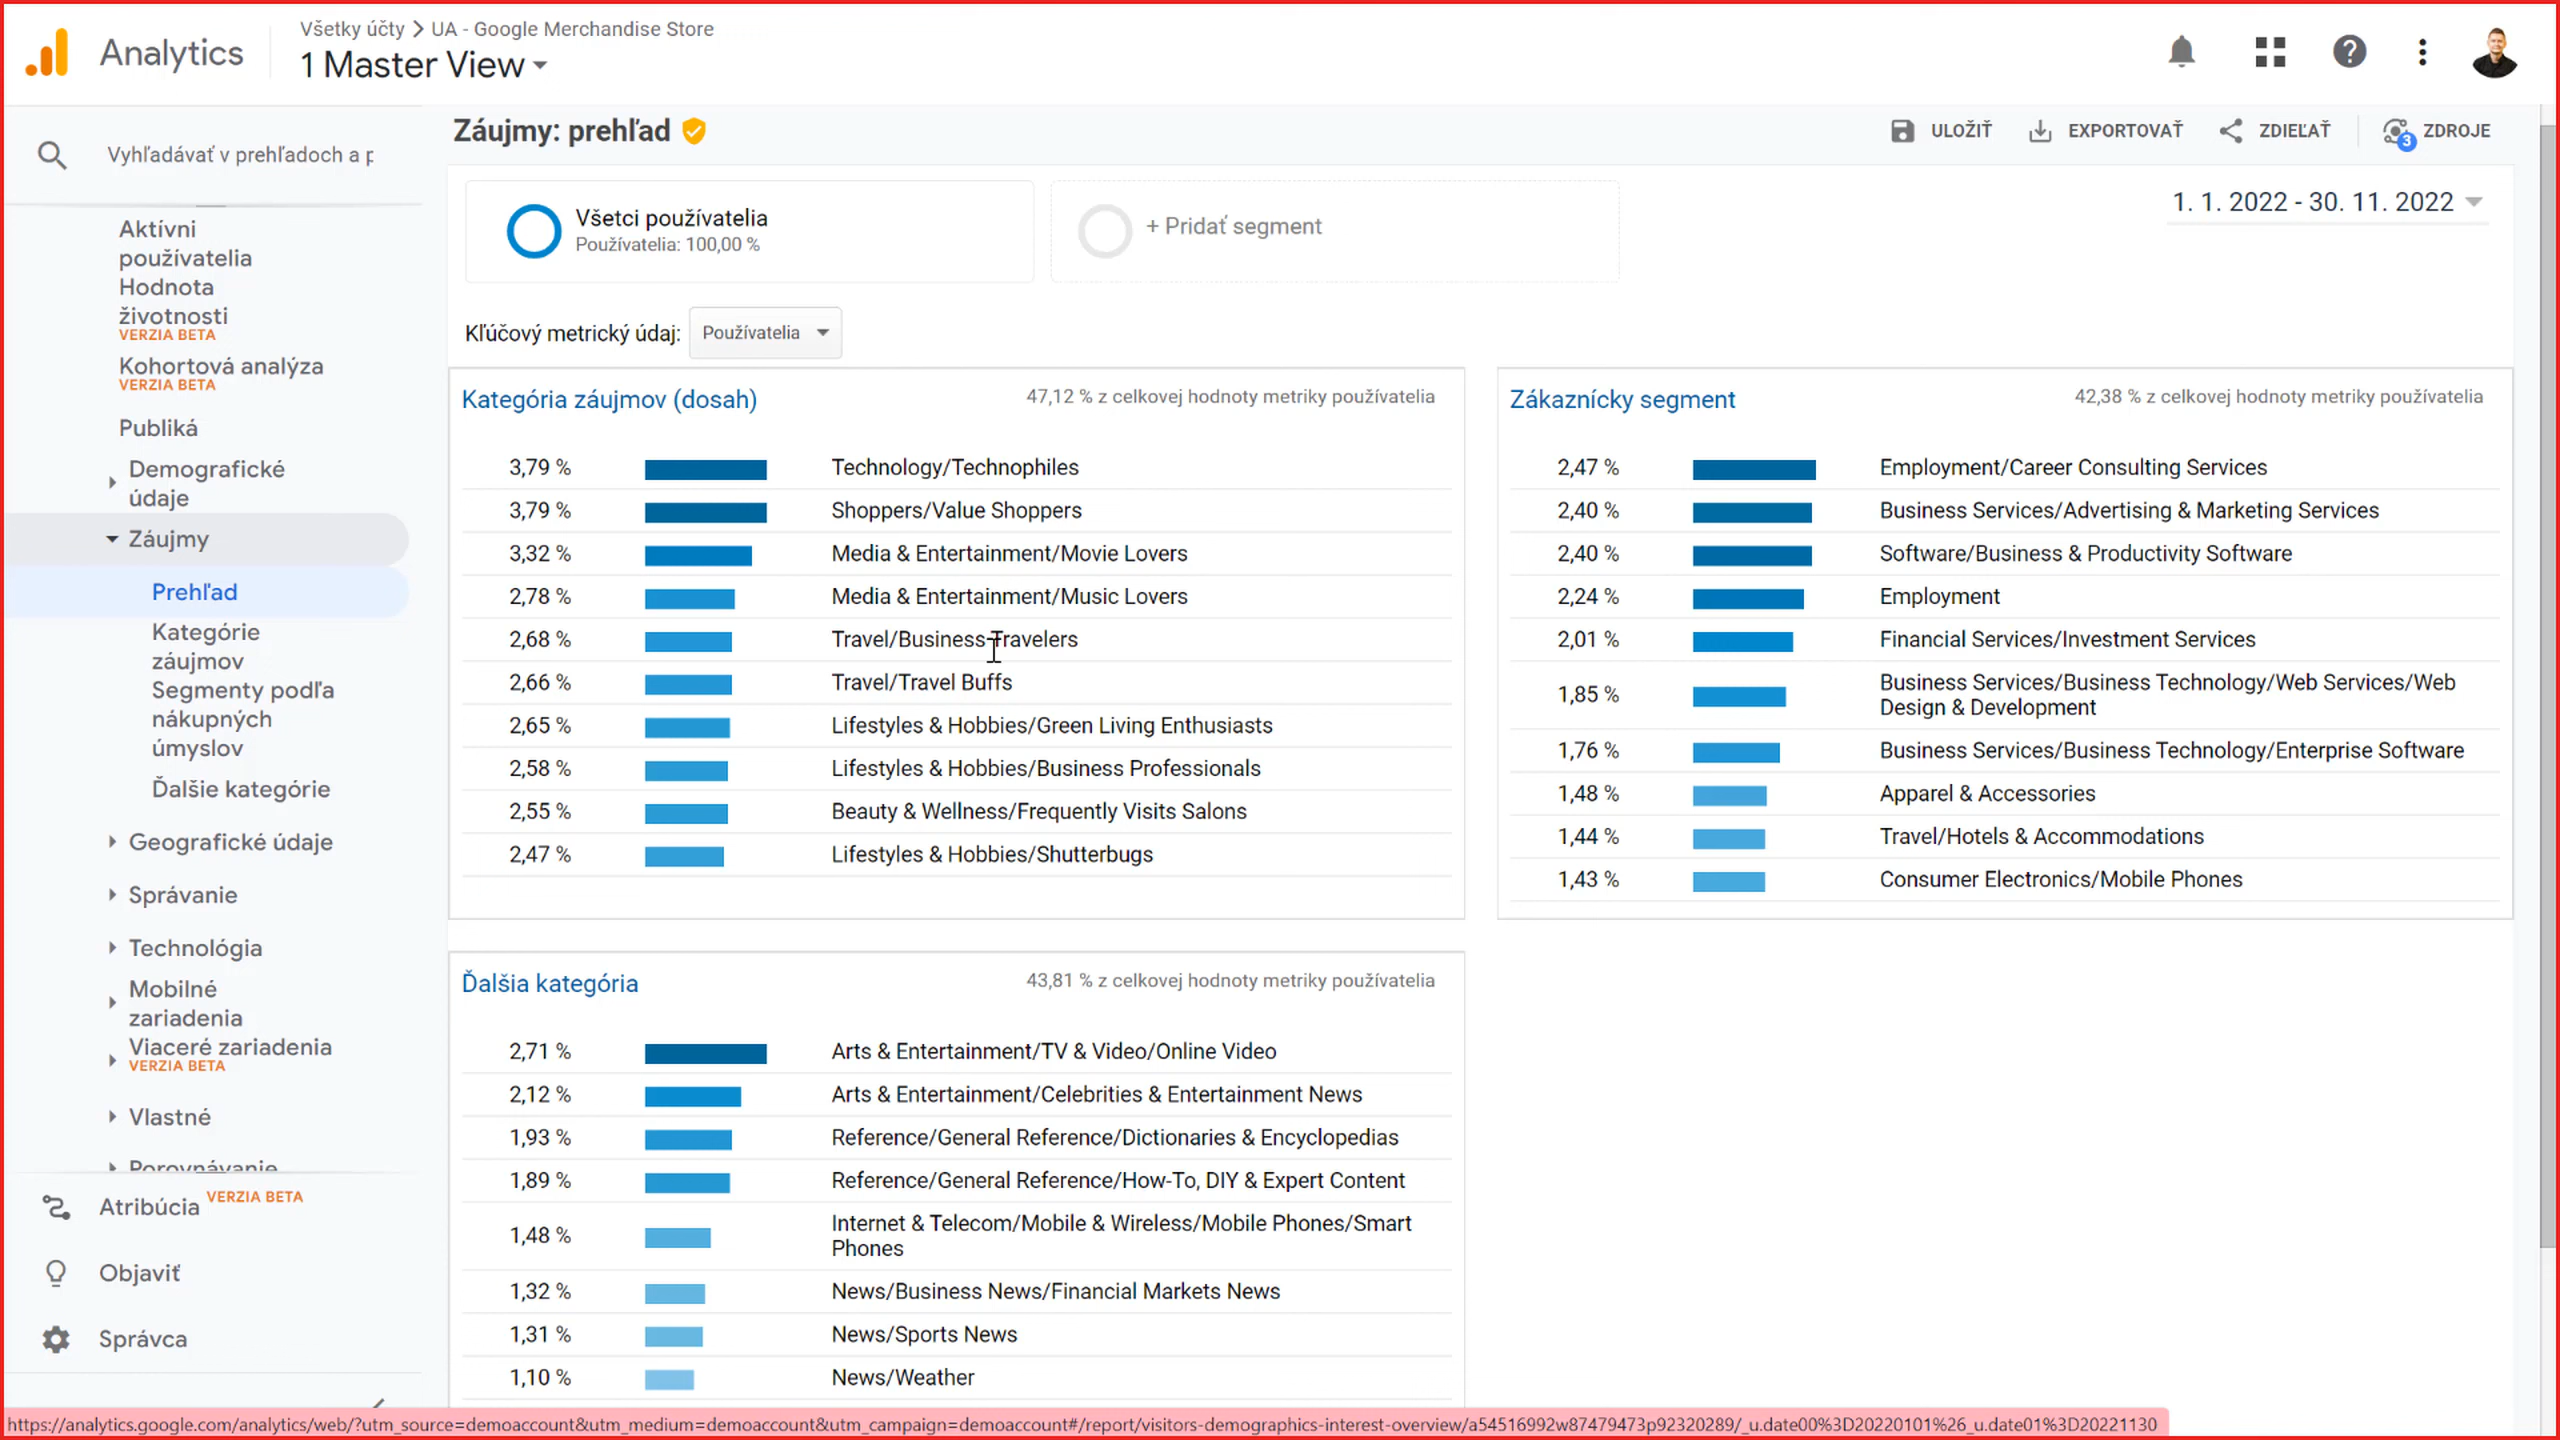 Analytics
Všetky účty > UA - Google Merchandise Store
1 Master View
Vyhľadávať v prehľadoch a p
Aktívni
používatelia
Hodnota
životnosti
VERZIA BETA
Kohortová analýza
VERZIA BETA
Publiká
Demografické
údaje
Záujmy
Prehľad
Kategórie
záujmov
Segmenty podľa
nákupných
úmyslov
Ďalšie kategórie
Geografické údaje
Správanie
Technológia
Mobilné
zariadenia
Viaceré zariadenia
VERZIA BETA
Vlastné
Porovnávanie
Atribúcia VERZIA BETA
Objaviť
Správca
Záujmy: prehľad
ULOŽIŤ
EXPORTOVAŤ
ZDIEĽAŤ
3 ZDROJE
Všetci používatelia
Používatelia: 100,00 %
+ Pridať segment
1. 1. 2022 - 30. 11. 2022
Kľúčový metrický údaj: Používatelia
Kategória záujmov (dosah) 47,12 % z celkovej hodnoty metriky používatelia
3,79 % Technology/Technophiles
3,79 % Shoppers/Value Shoppers
3,32 % Media & Entertainment/Movie Lovers
2,78 % Media & Entertainment/Music Lovers
2,68 % Travel/Business Travelers
2,66 % Travel/Travel Buffs
2,65 % Lifestyles & Hobbies/Green Living Enthusiasts
2,58 % Lifestyles & Hobbies/Business Professionals
2,55 % Beauty & Wellness/Frequently Visits Salons
2,47 % Lifestyles & Hobbies/Shutterbugs
Zákaznícky segment 42,38 % z celkovej hodnoty metriky používatelia
2,47 % Employment/Career Consulting Services
2,40 % Business Services/Advertising & Marketing Services
2,40 % Software/Business & Productivity Software
2,24 % Employment
2,01 % Financial Services/Investment Services
1,85 % Business Services/Business Technology/Web Services/Web
Design & Development
1,76 % Business Services/Business Technology/Enterprise Software
1,48 % Apparel & Accessories
1,44 % Travel/Hotels & Accommodations
1,43 % Consumer Electronics/Mobile Phones
Ďalšia kategória 43,81 % z celkovej hodnoty metriky používatelia
2,71 % Arts & Entertainment/TV & Video/Online Video
2,12 % Arts & Entertainment/Celebrities & Entertainment News
1,93 % Reference/General Reference/Dictionaries & Encyclopedias
1,89 % Reference/General Reference/How-To, DIY & Expert Content
1,48 % Internet & Telecom/Mobile & Wireless/Mobile Phones/Smart
Phones
1,32 % News/Business News/Financial Markets News
1,31 % News/Sports News
1,10 % News/Weather
https://analytics.google.com/analytics/web/?utm_source=demoaccount&utm_medium=demoaccount&utm_campaign=demoaccount#/report/visitors-demographics-interest-overview/a54516992w87479473p92320289/_u.date00%3D20220101%26_u.date01%3D20221130